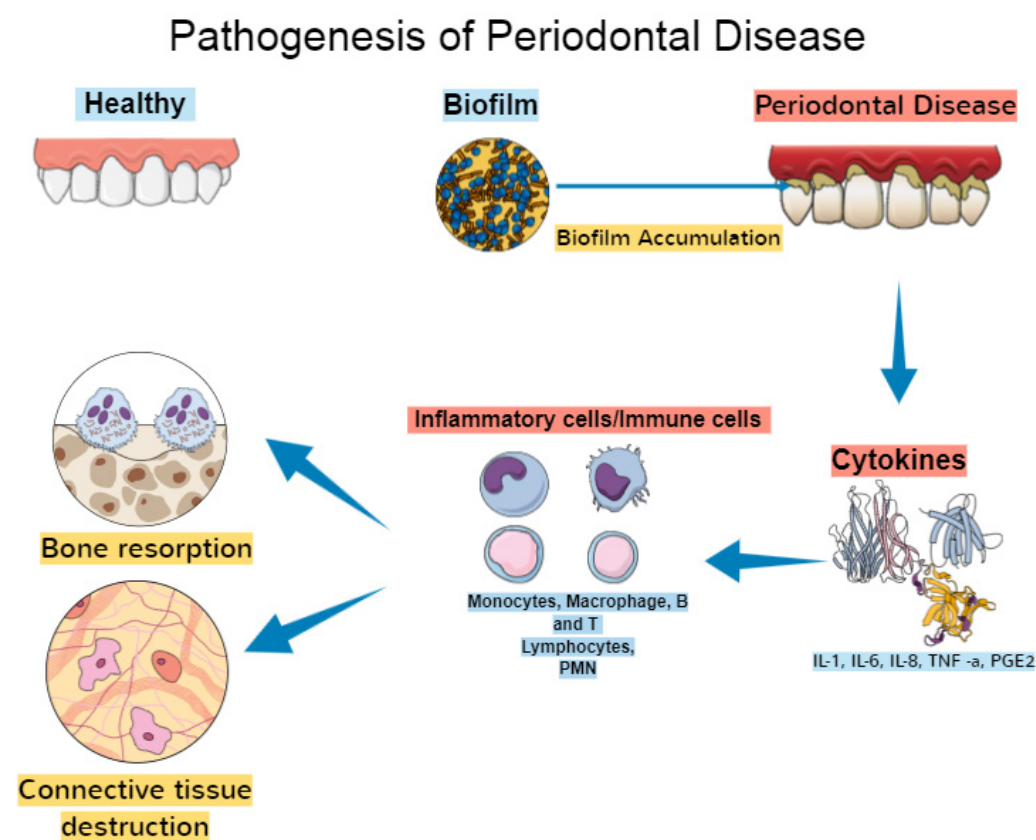 Pathogenesis of Periodontal Disease
Healthy
Biofilm
Periodontal Disease
Biofilm Accumulation
Inflammatory cells/Immune cells
Cytokines
Bone resorption
Monocytes, Macrophage, B
and T
Lymphocytes,
PMN
IL-1, IL-6, IL-8, TNF -a, PGE2
Connective tissue
destruction